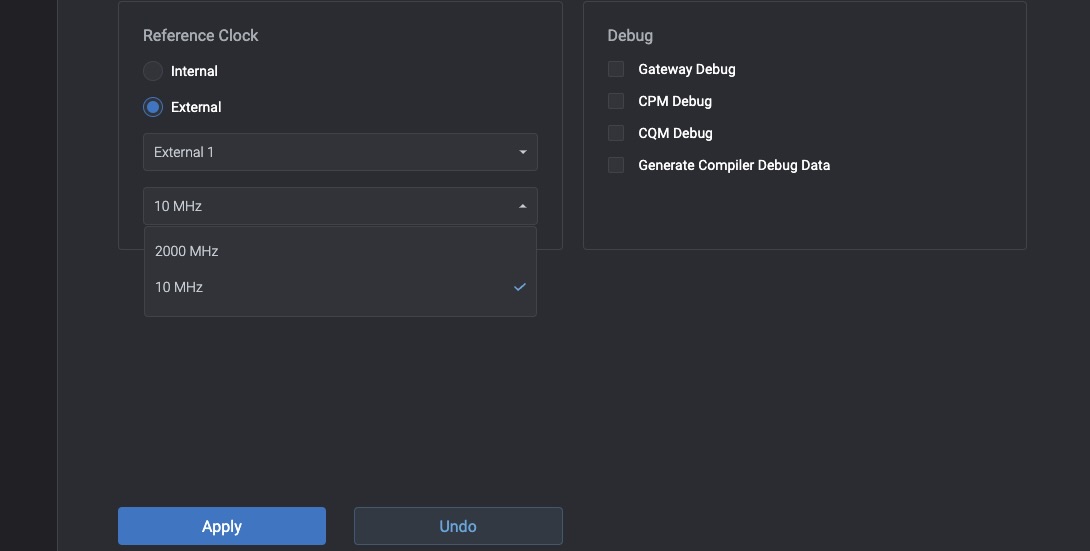 Reference Clock
Internal
External
External 1
10 MHz
2000 MHz
10 MHz
Debug
Gateway Debug
CPM Debug
CQM Debug
Generate Compiler Debug Data
Apply
Undo